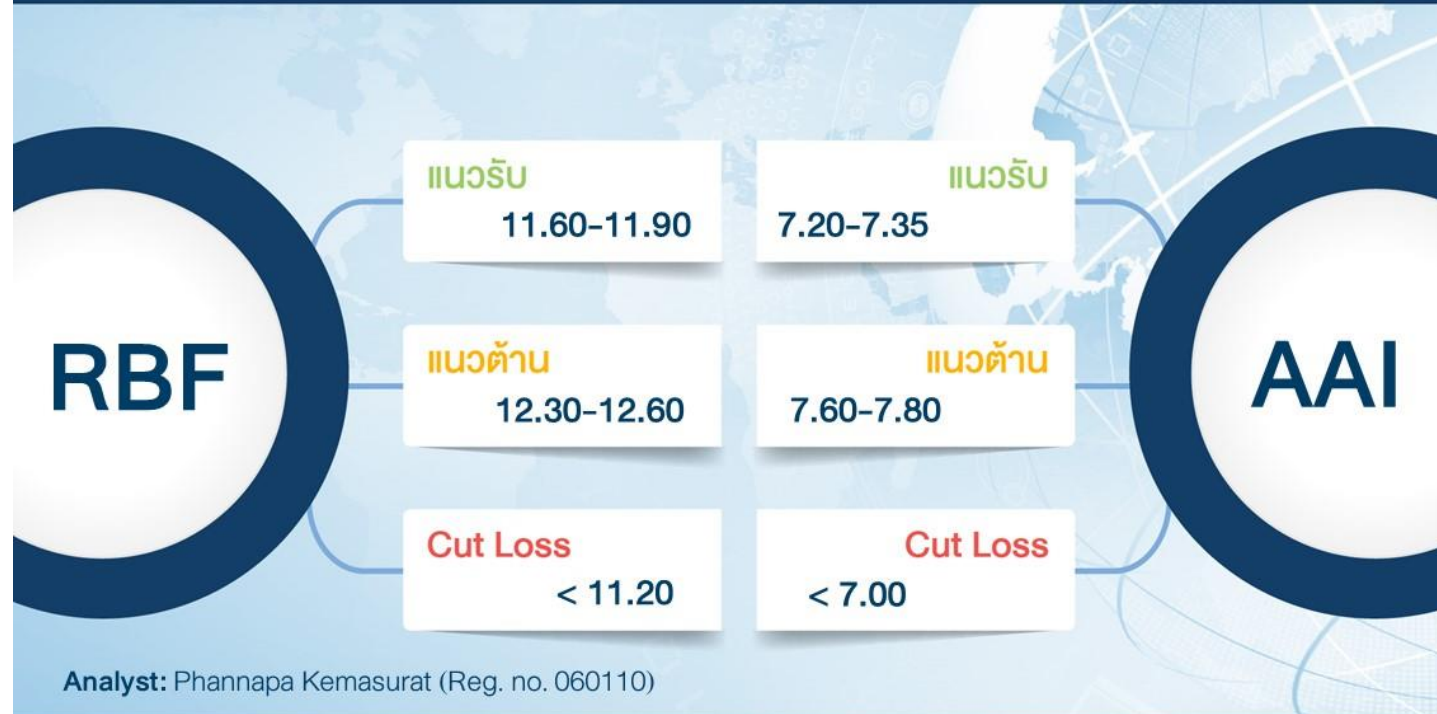 RBF
แนวรับ
11.60-11.90
แนวต้าน
12.30-12.60
Cut Loss
< 11.20
แนวรับ
7.20-7.35
แนวต้าน
7.60-7.80
Cut Loss
< 7.00
AAI
Analyst: Phannapa Kemasurat (Reg. no. 060110)